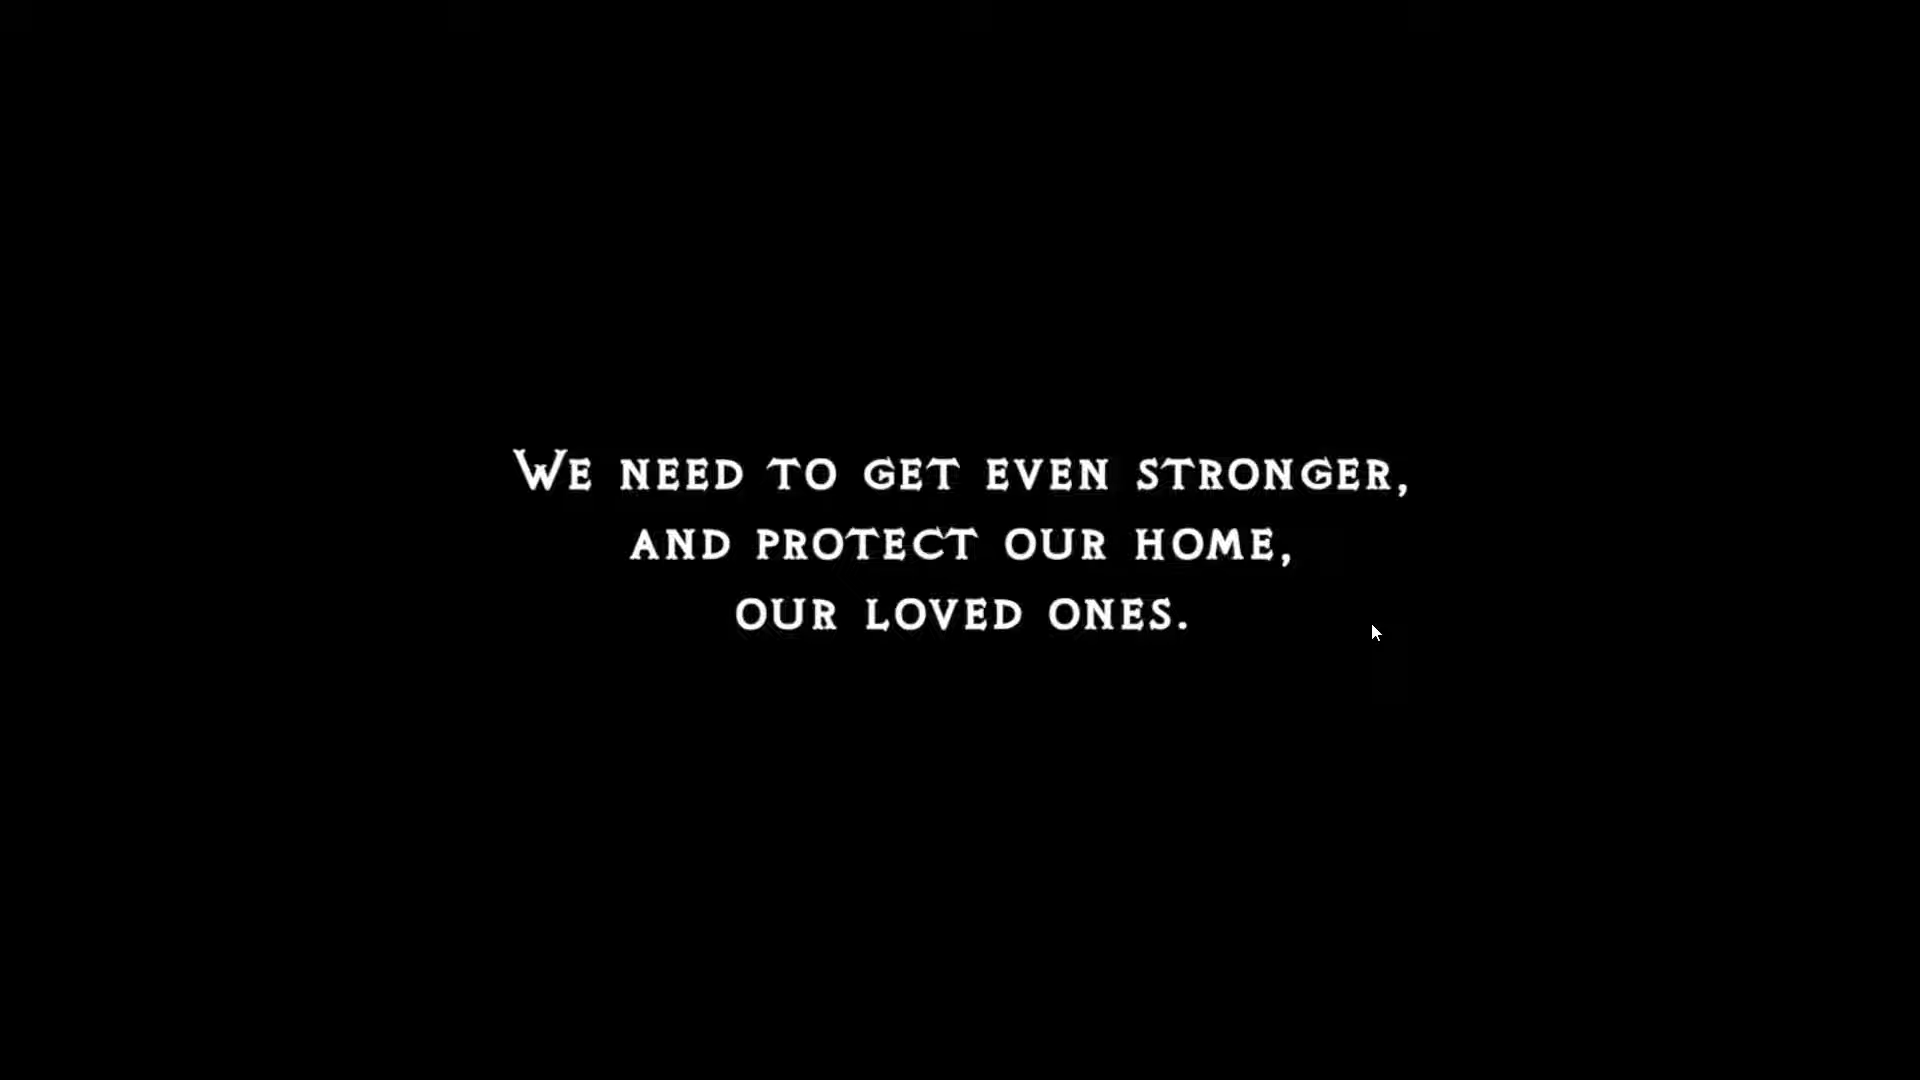 We need to get even stronger,
and protect our home,
our loved ones.